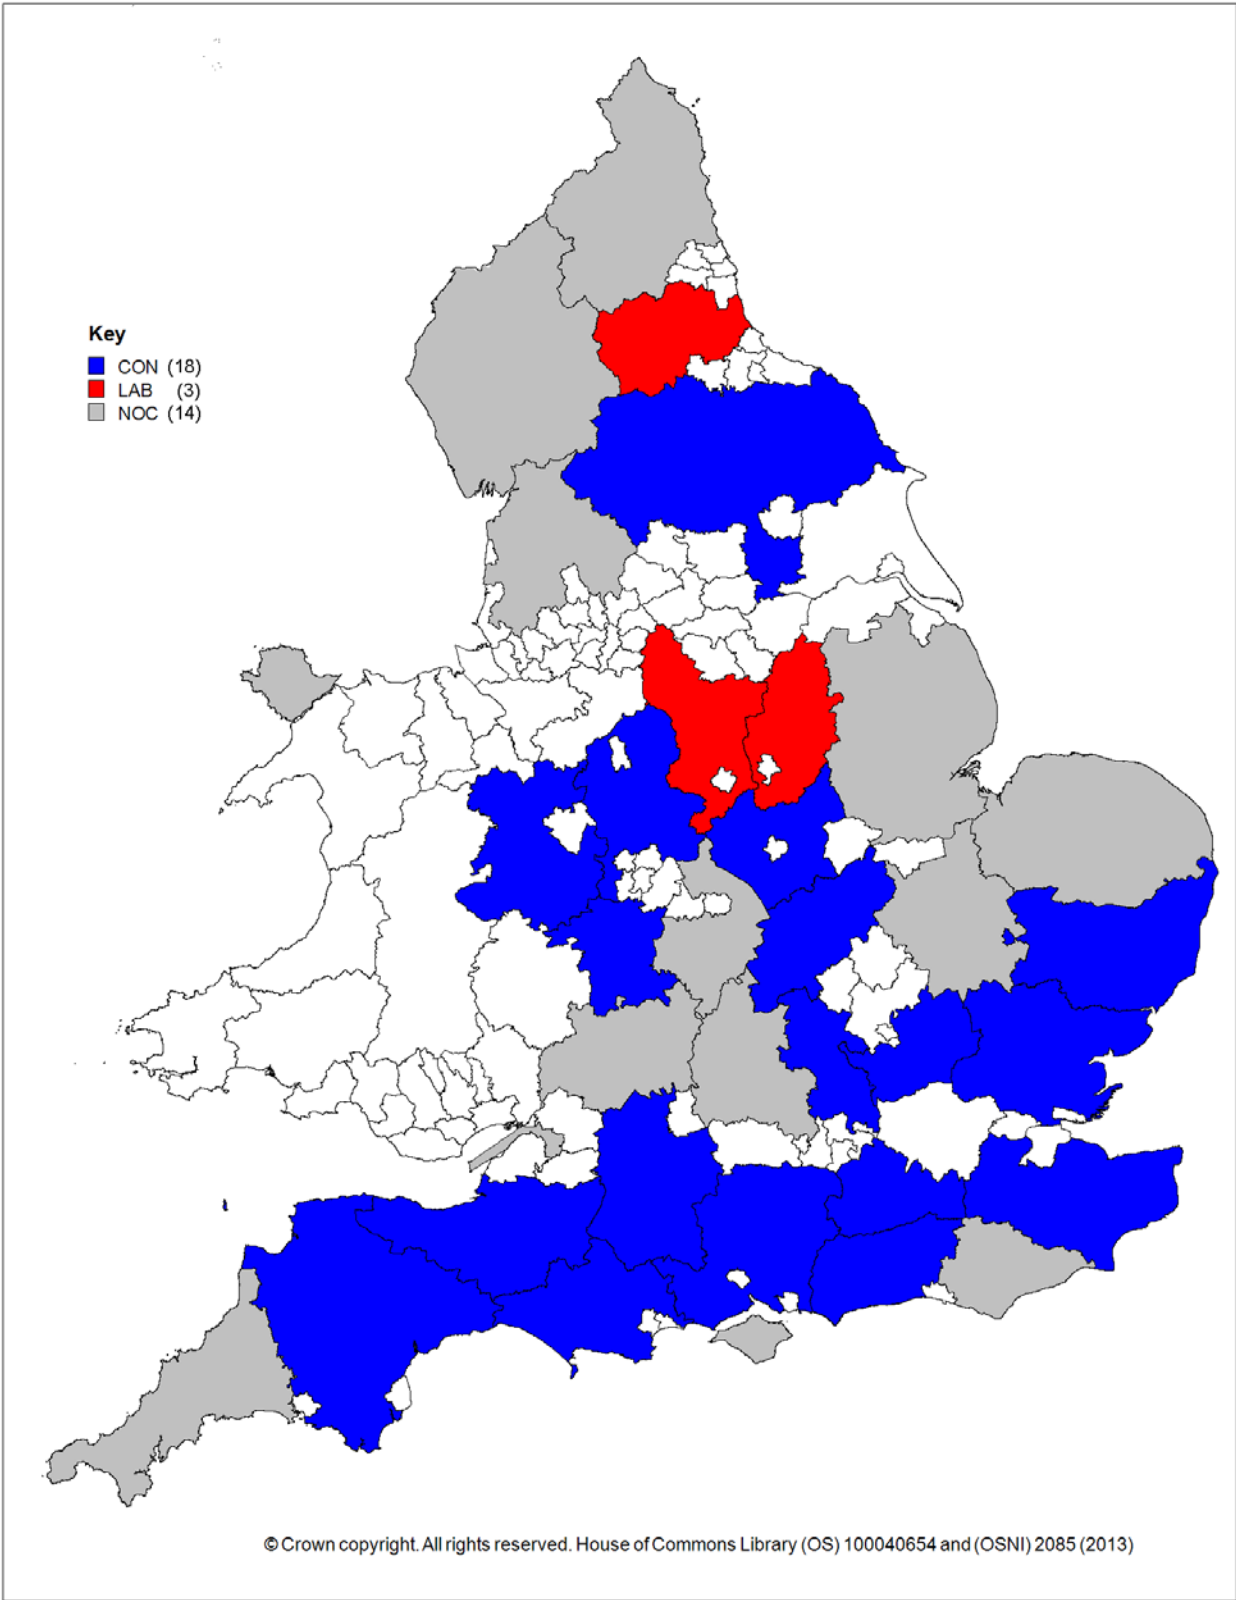 Key
CON (18)
LAB (3)
NOC (14)
© Crown copyright. All rights reserved. House of Commons Library (OS) 100040654 and (OSNI) 2085 (2013)